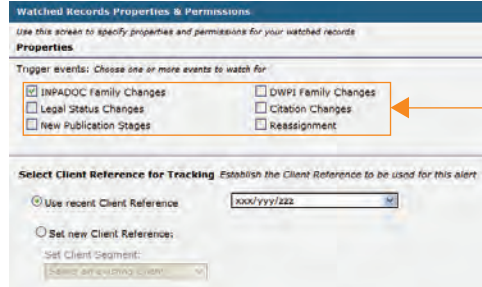 Watched Records Properties & Permissions
Use this screen to specify properties and permissions for your watched records
Properties
Trigger events: Choose one or more events to watch for
INPADOC Family Changes DWPI Family Changes
Legal Status Changes Citation Changes
New Publication Stages Reassignment
Select Client Reference for Tracking Establish the Client Reference to be used for this alert
Use recent Client Reference xxx/yyy/zzz
Set new Client Reference:
Set Client Segment:
Select an existing client